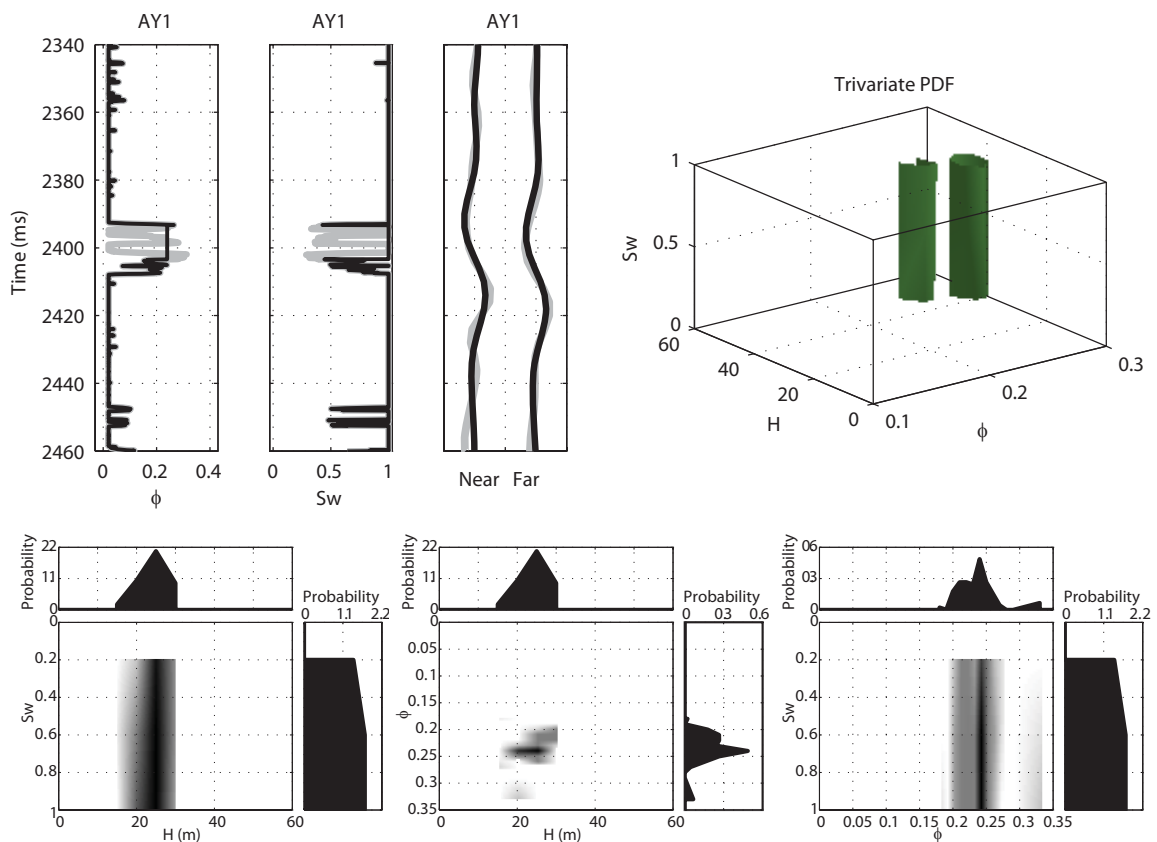 AY1
AY1
AY1
2340
2360
2380
2400
2420
2440
2460
Time (ms)
0 0.2 0.4
ϕ
0 1
Sw
Near Far
Trivariate PDF
1
0.5
0
Sw
60
40
20
0
H
0.1
0.2
0.3
ϕ
22
11
0
Probability
Probability
0 1.1 2.2
0
0.2
0.4
0.6
0.8
1
Sw
0 20 40 60
H (m)
22
11
0
Probability
Probability
0 03 0.6
0
0.05
0.1
0.15
0.2
0.25
0.3
0.35
ϕ
0 20 40 60
H (m)
06
03
0
Probability
Probability
0 1.1 2.2
0
0.2
0.4
0.6
0.8
1
Sw
0 0.05 0.1 0.15 0.2 0.25 0.3 0.35
ϕ